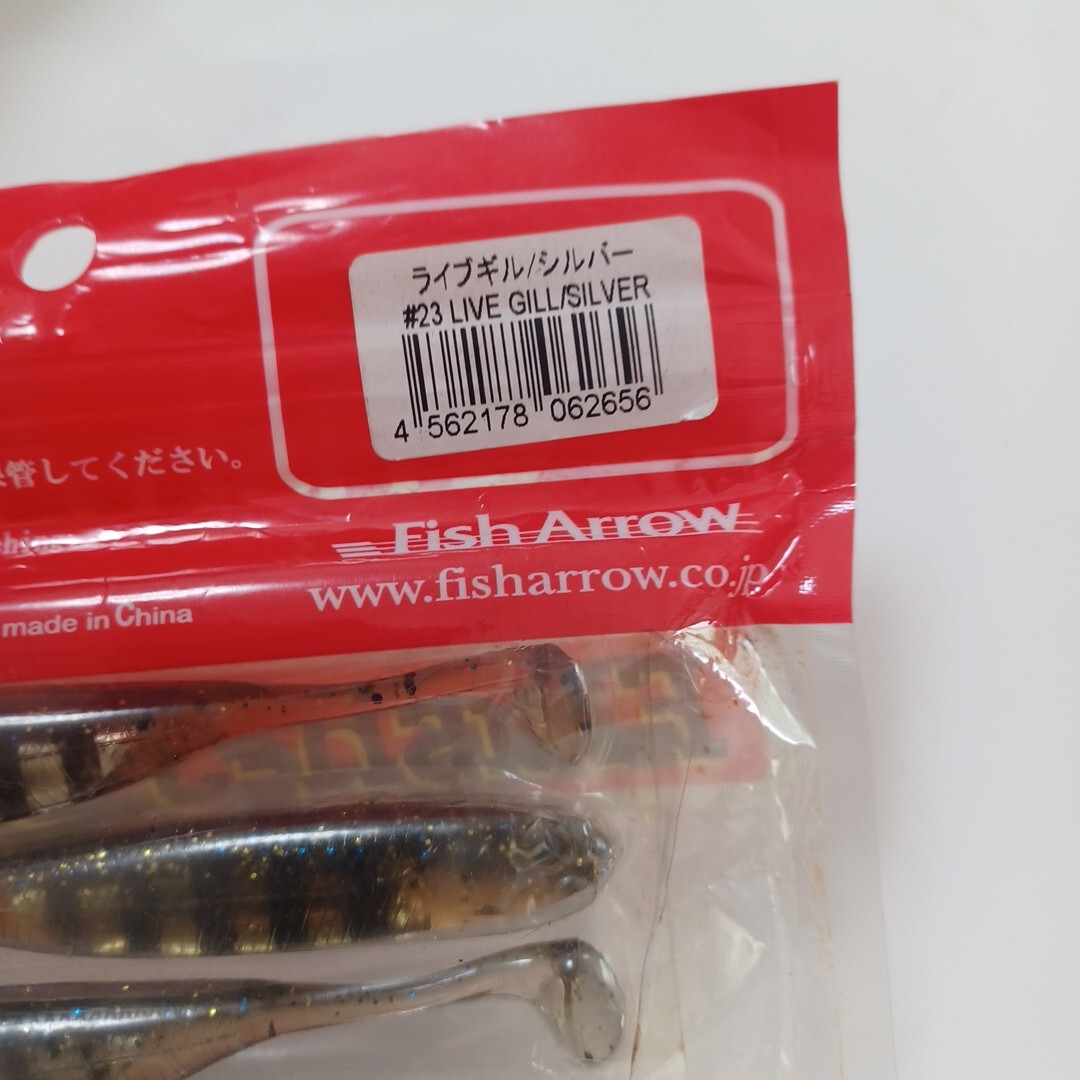 ライブギル/シルバー
#23 LIVE GILL/SILVER
4 562178 062656
管してください。
Fish Arrow
www.fisharrow.co.jp
made in China